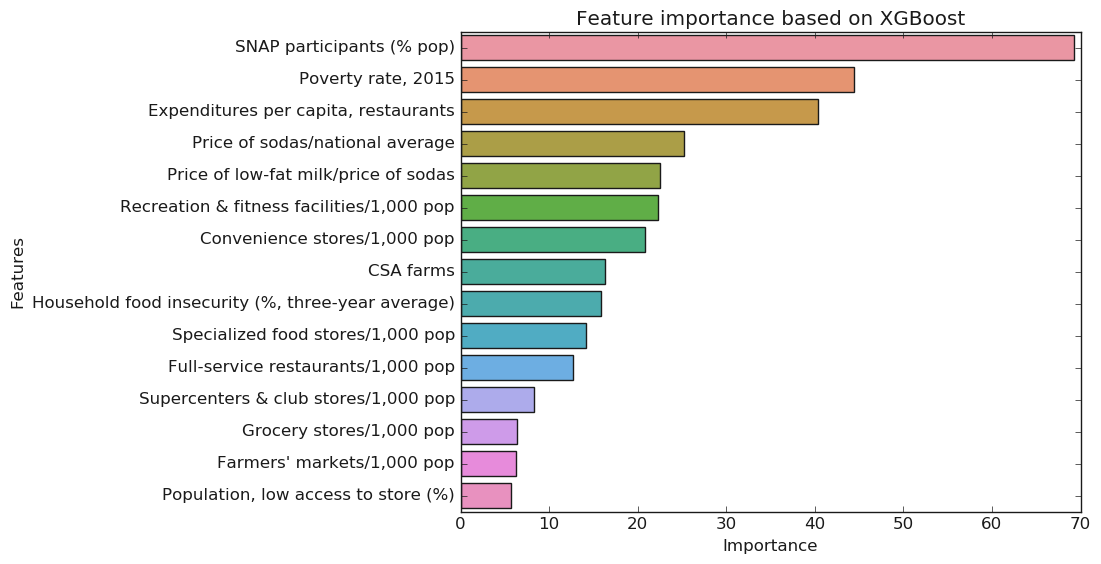 Feature importance based on XGBoost
Features
SNAP participants (% pop)
Poverty rate, 2015
Expenditures per capita, restaurants
Price of sodas/national average
Price of low-fat milk/price of sodas
Recreation & fitness facilities/1,000 pop
Convenience stores/1,000 pop
CSA farms
Household food insecurity (%, three-year average)
Specialized food stores/1,000 pop
Full-service restaurants/1,000 pop
Supercenters & club stores/1,000 pop
Grocery stores/1,000 pop
Farmers' markets/1,000 pop
Population, low access to store (%)
0 10 20 30 40 50 60 70
Importance